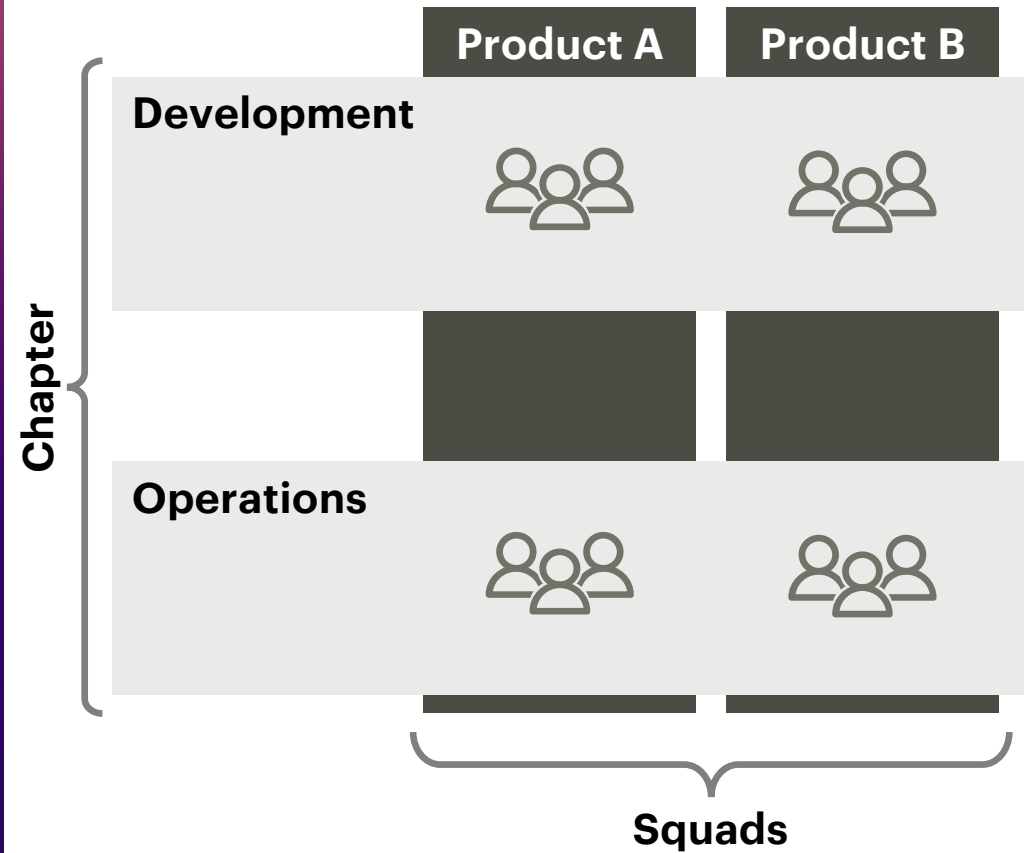 Product A
Product B
Development
Chapter
Operations
Squads